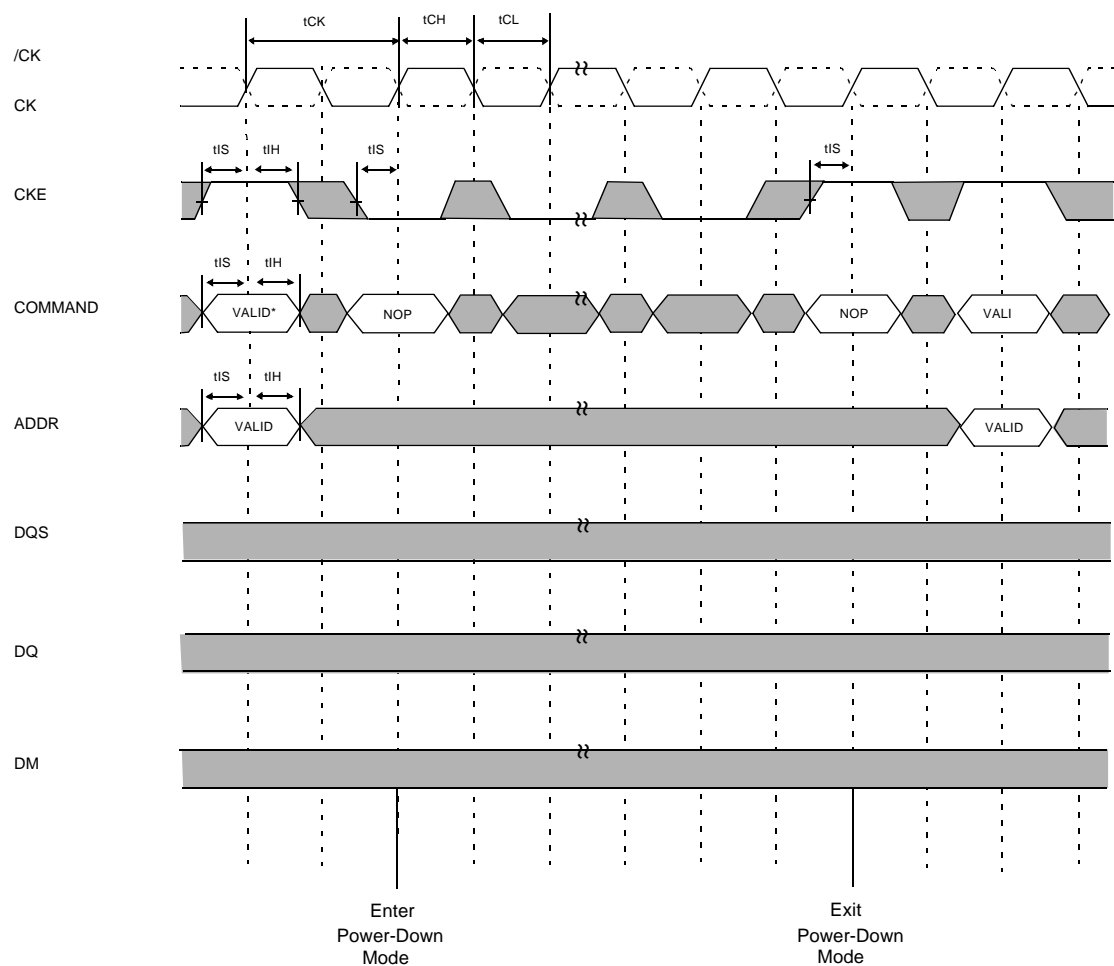 tCK
tCH
tCL
/CK
CK
tIS
tIH
tIS
tIS
CKE
tIS
tIH
COMMAND
VALID*
NOP
NOP
VALI
tIS
tIH
ADDR
VALID
VALID
DQS
DQ
DM
Enter
Power-Down
Mode
Exit
Power-Down
Mode